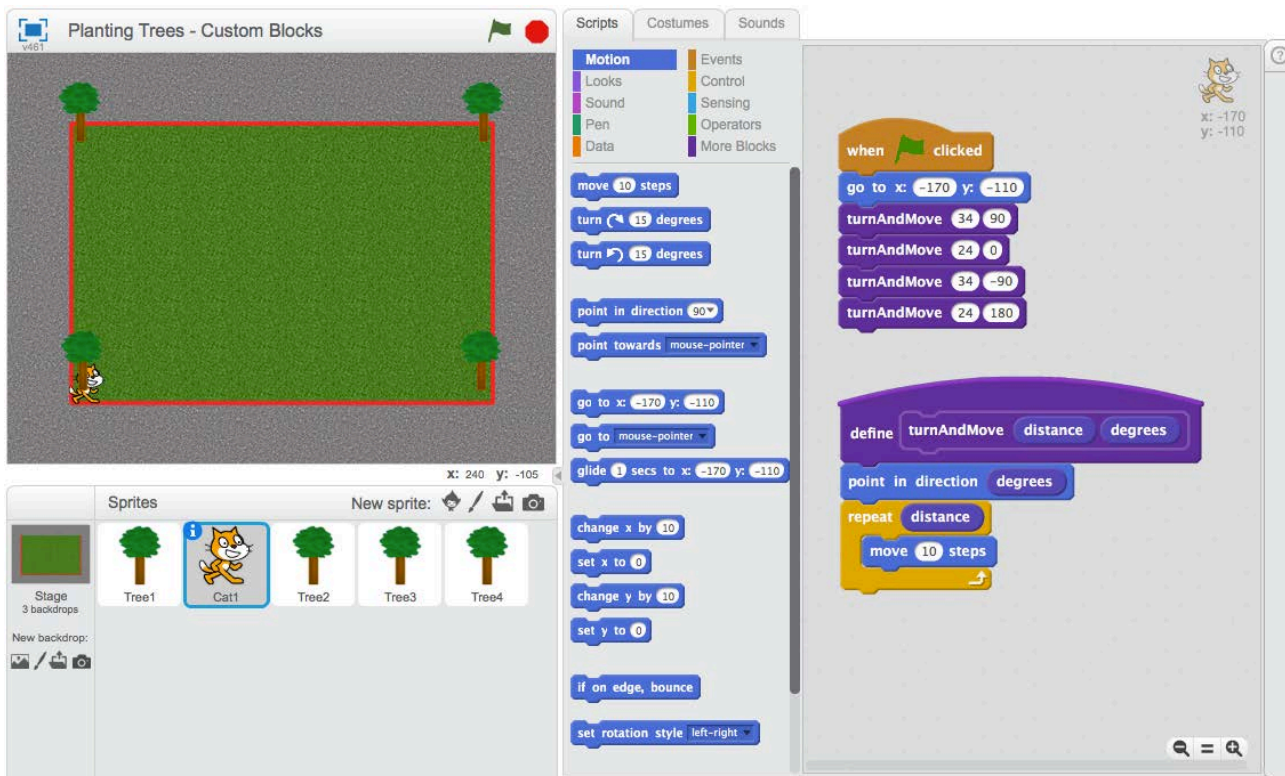 v461
Planting Trees - Custom Blocks
x: 240 y: -105
Sprites
New sprite:
Stage
3 backdrops
New backdrop:
Tree1
Cat1
Tree2
Tree3
Tree4
Scripts
Costumes
Sounds
Motion
Looks
Sound
Pen
Data
Events
Control
Sensing
Operators
More Blocks
move 10 steps
turn 15 degrees
turn 15 degrees
point in direction 90
point towards mouse-pointer
go to x: -170 y: -110
go to mouse-pointer
glide 1 secs to x: -170 y: -110
change x by 10
set x to 0
change y by 10
set y to 0
if on edge, bounce
set rotation style left-right
x: -170
y: -110
when clicked
go to x: -170 y: -110
turnAndMove 34 90
turnAndMove 24 0
turnAndMove 34 -90
turnAndMove 24 180
define turnAndMove distance degrees
point in direction degrees
repeat distance
move 10 steps
?